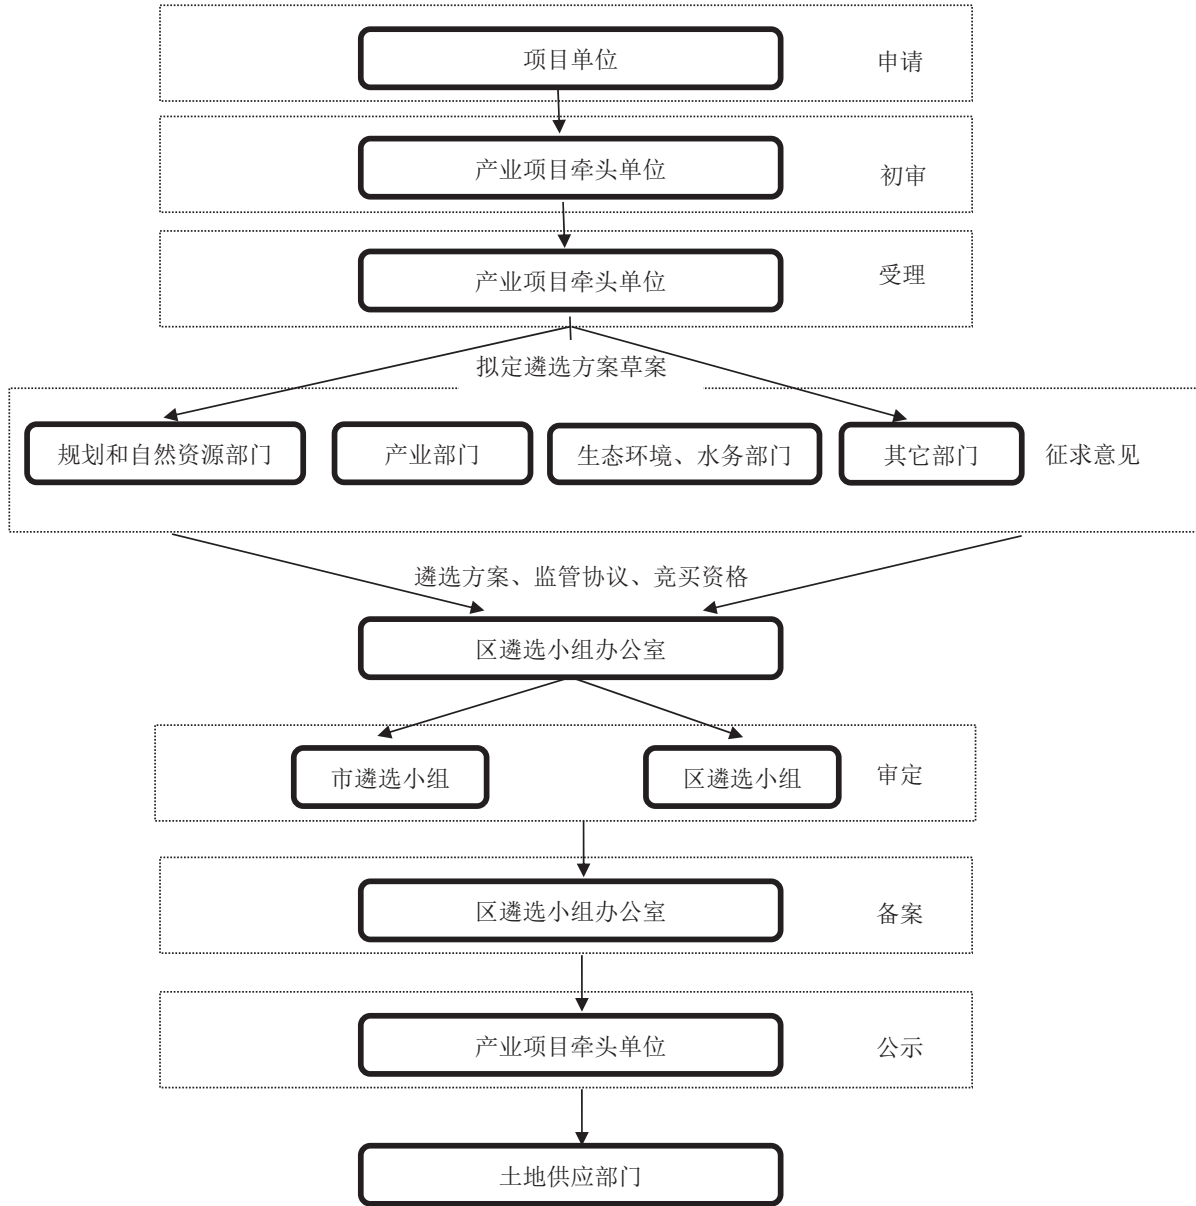 项目单位
申请
产业项目牵头单位
初审
产业项目牵头单位
受理
拟定遴选方案草案
规划和自然资源部门
产业部门
生态环境、水务部门
其它部门
征求意见
遴选方案、监管协议、竞买资格
区遴选小组办公室
市遴选小组
区遴选小组
审定
区遴选小组办公室
备案
产业项目牵头单位
公示
土地供应部门